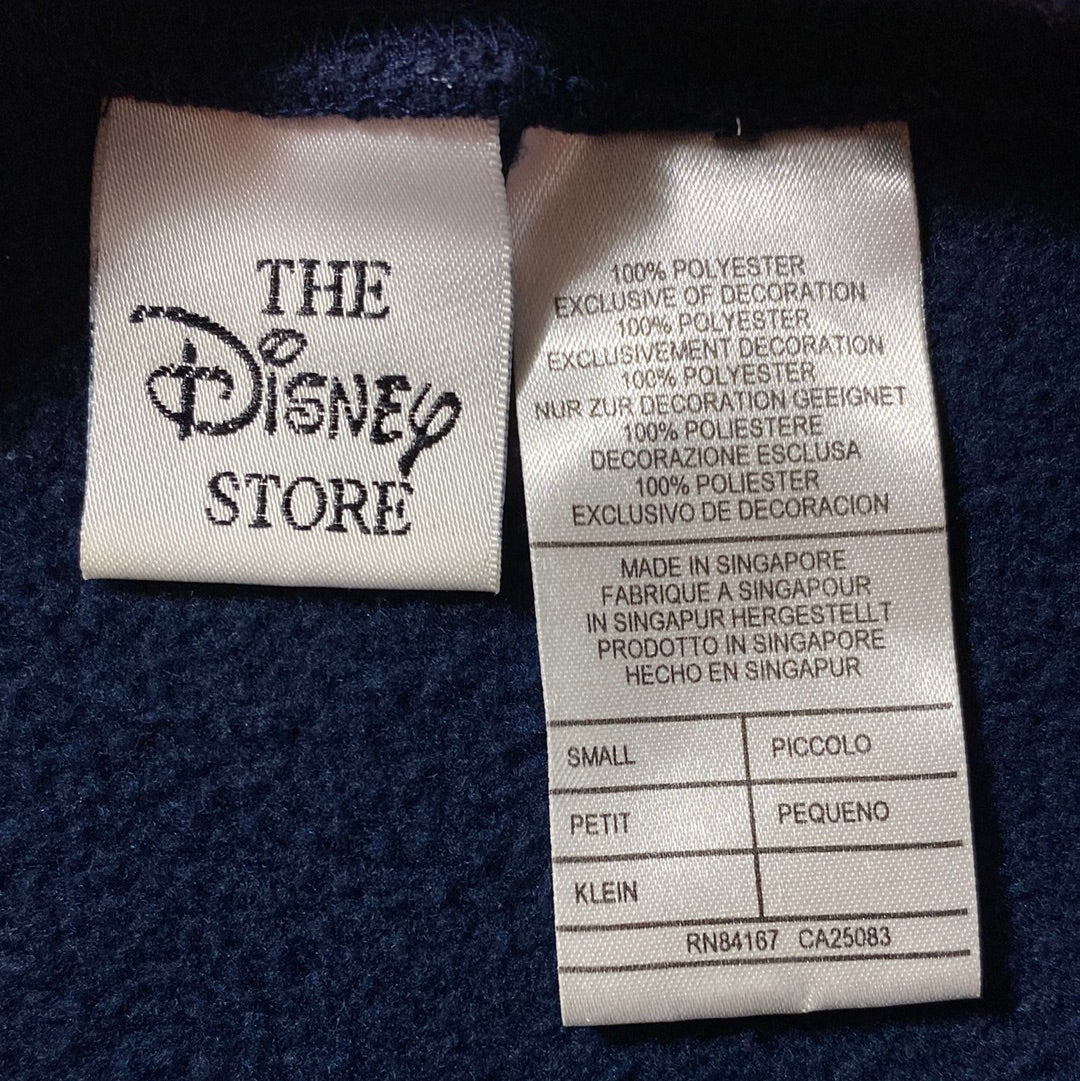 THE
DISNEY
STORE
100% POLYESTER
EXCLUSIVE OF DECORATION
100% POLYESTER
EXCLUSIVEMENT DECORATION
100% POLYESTER
NUR ZUR DECORATION GEEIGNET
100% POLIESTERE
DECORAZIONE ESCLUSA
100% POLIESTER
EXCLUSIVO DE DECORACION
MADE IN SINGAPORE
FABRIQUE A SINGAPOUR
IN SINGAPUR HERGESTELLT
PRODOTTO IN SINGAPORE
HECHO EN SINGAPUR
SMALL PICCOLO
PETIT PEQUENO
KLEIN
RN84167 CA25083